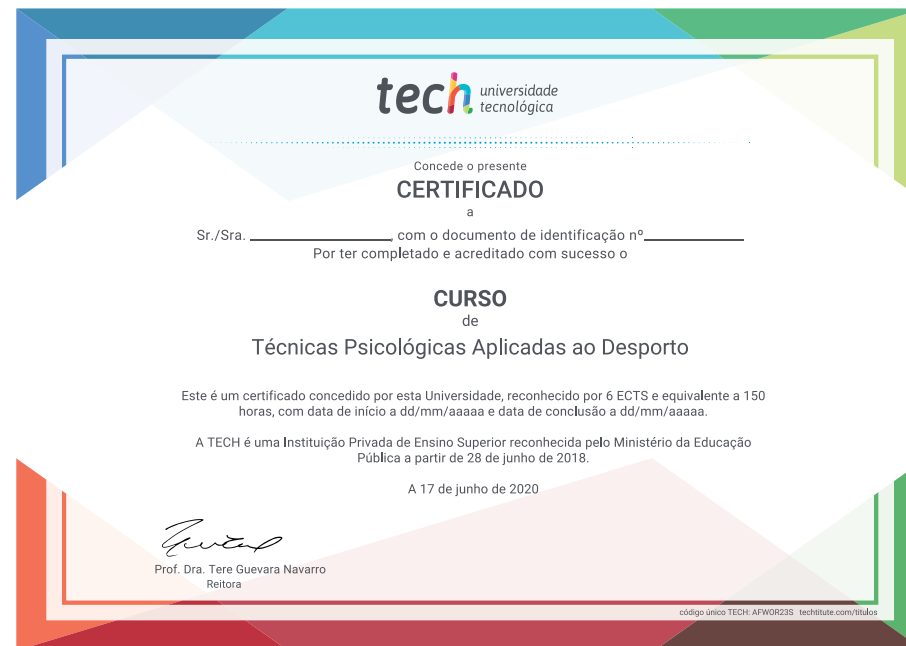 tech universidade
tecnológica
Concede o presente
CERTIFICADO
a
Sr./Sra. ____________________, com o documento de identificação nº______________
Por ter completado e acreditado com sucesso o
CURSO
de
Técnicas Psicológicas Aplicadas ao Desporto
Este é um certificado concedido por esta Universidade, reconhecido por 6 ECTS e equivalente a 150
horas, com data de início a dd/mm/aaaaa e data de conclusão a dd/mm/aaaaa.
A TECH é uma Instituição Privada de Ensino Superior reconhecida pelo Ministério da Educação
Pública a partir de 28 de junho de 2018.
A 17 de junho de 2020
Prof. Dra. Tere Guevara Navarro
Reitora
código único TECH: AFWOR23S techtitute.com/titulos